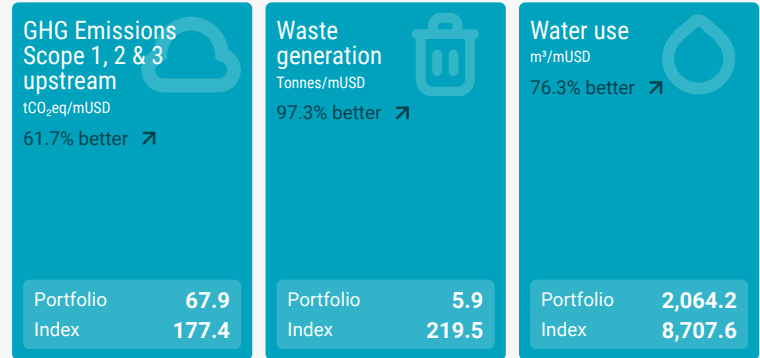 GHG Emissions
Scope 1, 2 & 3
upstream
tCO₂eq/mUSD
61.7% better
Portfolio 67.9
Index 177.4
Waste
generation
Tonnes/mUSD
97.3% better
Portfolio 5.9
Index 219.5
Water use
m³/mUSD
76.3% better
Portfolio 2,064.2
Index 8,707.6